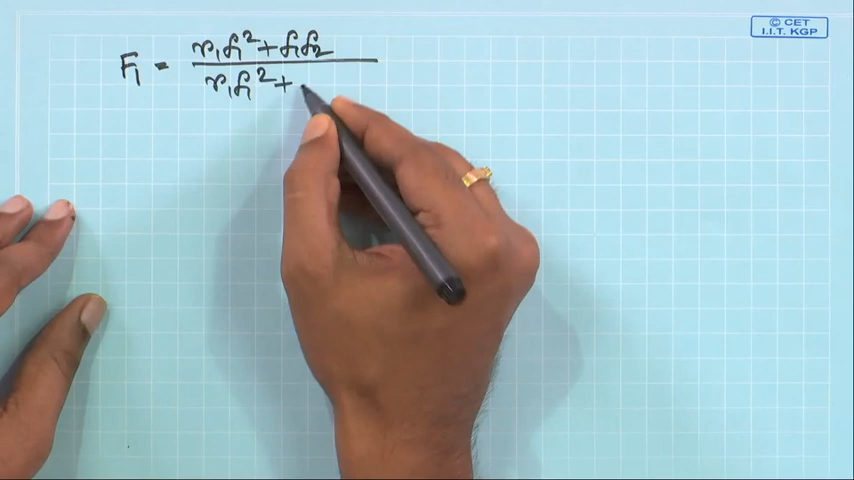 © CET
I.I.T. KGP
F₁ = r₁f₁² + f₁f₂
r₁f₁² +